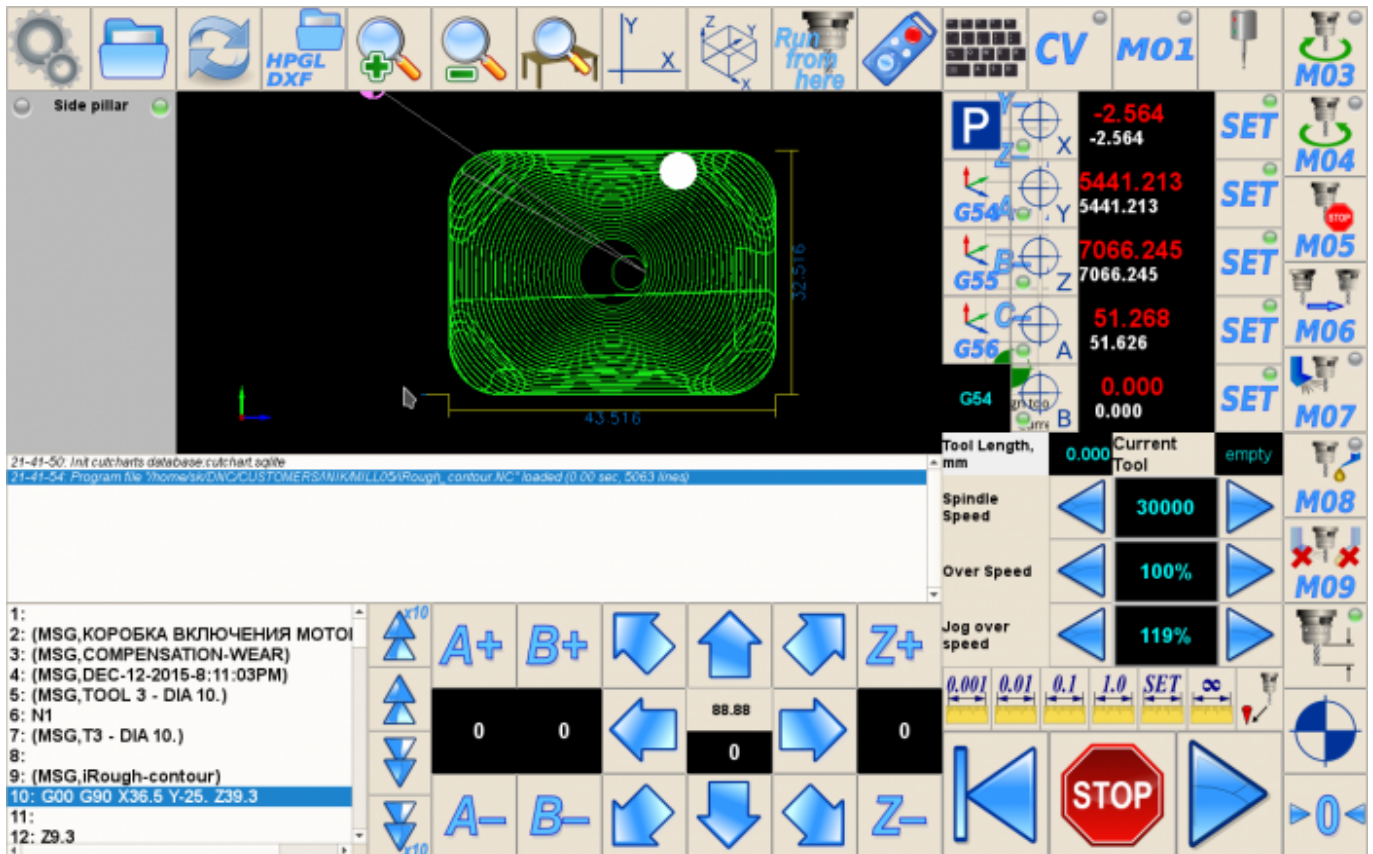 HPGL
DXF
Y
X
Z
Y
X
Run
from
here
CV
M01
M03
Side pillar
P
Y–
Z–
X
-2.564
-2.564
SET
M04
G54
A–
Y
5441.213
5441.213
SET
M05
G55
B–
Z
7066.245
7066.245
SET
G56
C–
A
51.268
51.626
SET
M06
G54
B
0.000
0.000
SET
M07
32.516
43.516
21-41-50: Init cutcharts database:cutchart.sqlite
21-41-54: Program file "/home/sk/DNC/CUSTOMERS/NIK/MILL05/iRough_contour.NC" loaded (0.00 sec, 5063 lines)
Tool Length,
mm
0.000
Current
Tool
empty
M08
Spindle
Speed
30000
Over Speed
100%
M09
Jog over
speed
119%
0.001 0.01 0.1 1.0 SET ∞
STOP
1:
2: (MSG,КОРОБКА ВКЛЮЧЕНИЯ МОТО
3: (MSG,COMPENSATION-WEAR)
4: (MSG,DEC-12-2015-8:11:03PM)
5: (MSG,TOOL 3 - DIA 10.)
6: N1
7: (MSG,T3 - DIA 10.)
8:
9: (MSG,iRough-contour)
10: G00 G90 X36.5 Y-25. Z39.3
11:
12: Z9.3
x10
x10
A+ B+ Z+
0 0 88.88 0 0
A– B– Z–
0